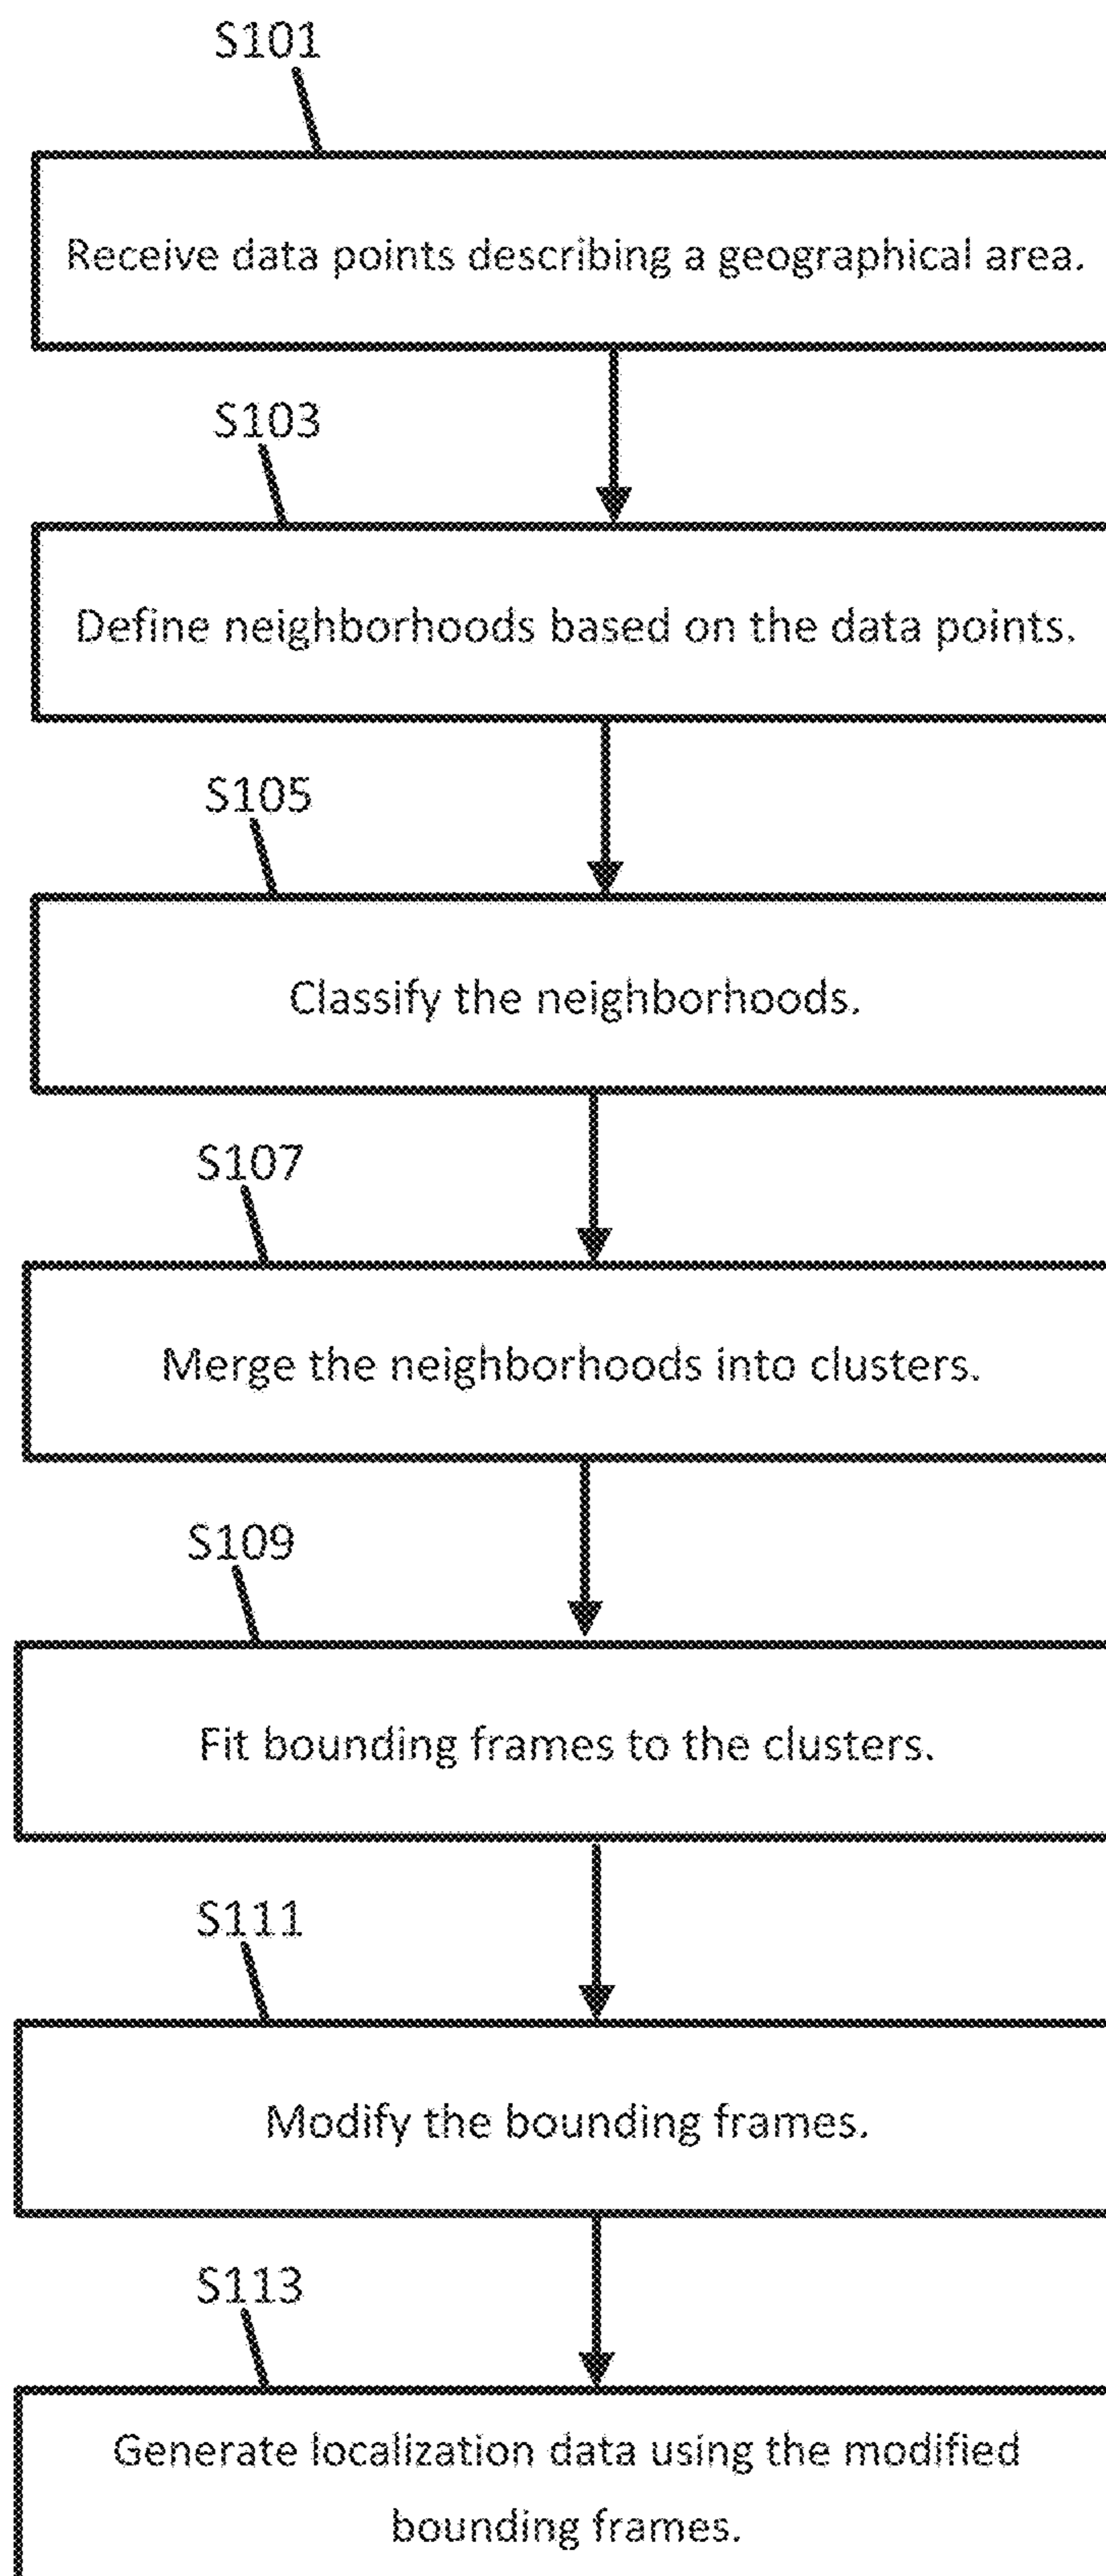 S101
Receive data points describing a geographical area.
S103
Define neighborhoods based on the data points.
S105
Classify the neighborhoods.
S107
Merge the neighborhoods into clusters.
S109
Fit bounding frames to the clusters.
S111
Modify the bounding frames.
S113
Generate localization data using the modified
bounding frames.